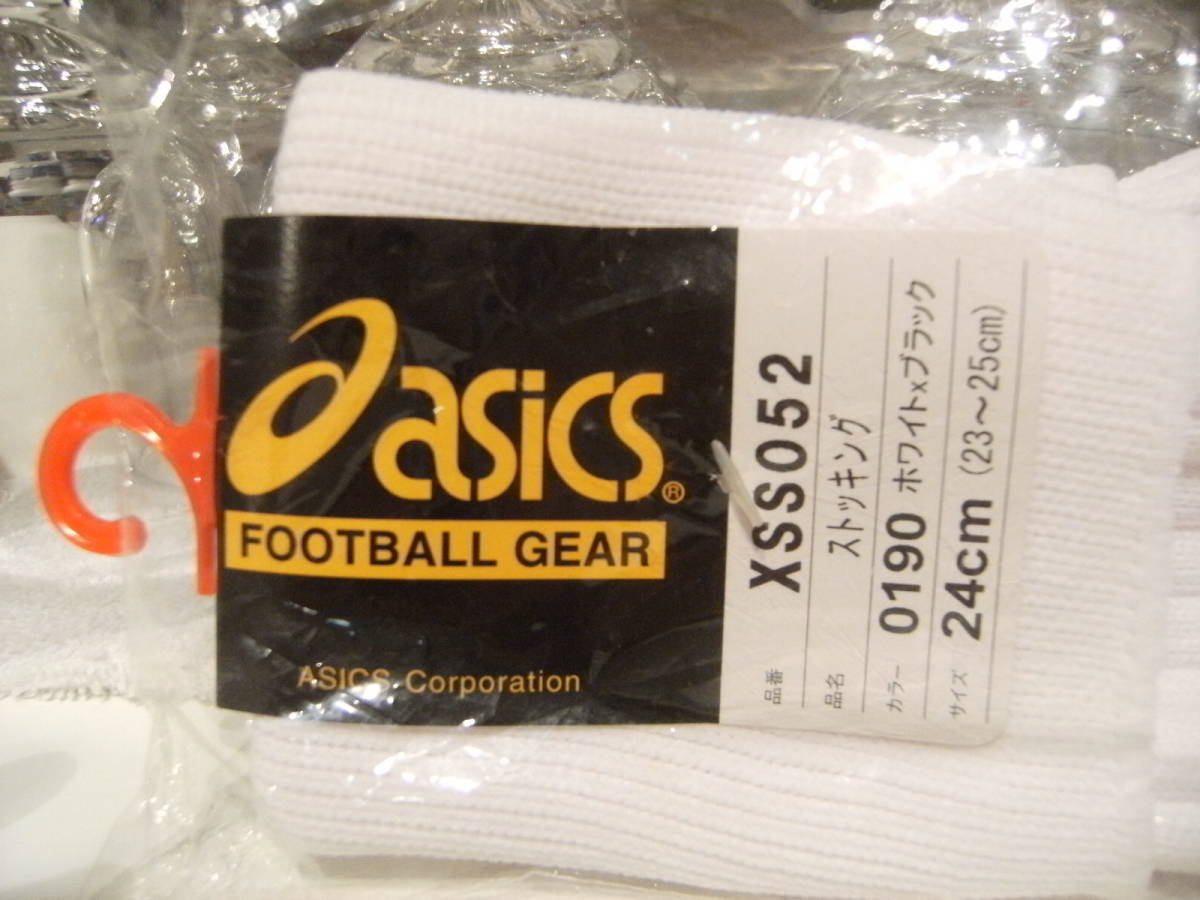 asics®
FOOTBALL GEAR
ASICS Corporation
品番 XSS052
品名 ストッキング
カラー 0190 ホワイトxブラック
サイズ 24cm (23～25cm)